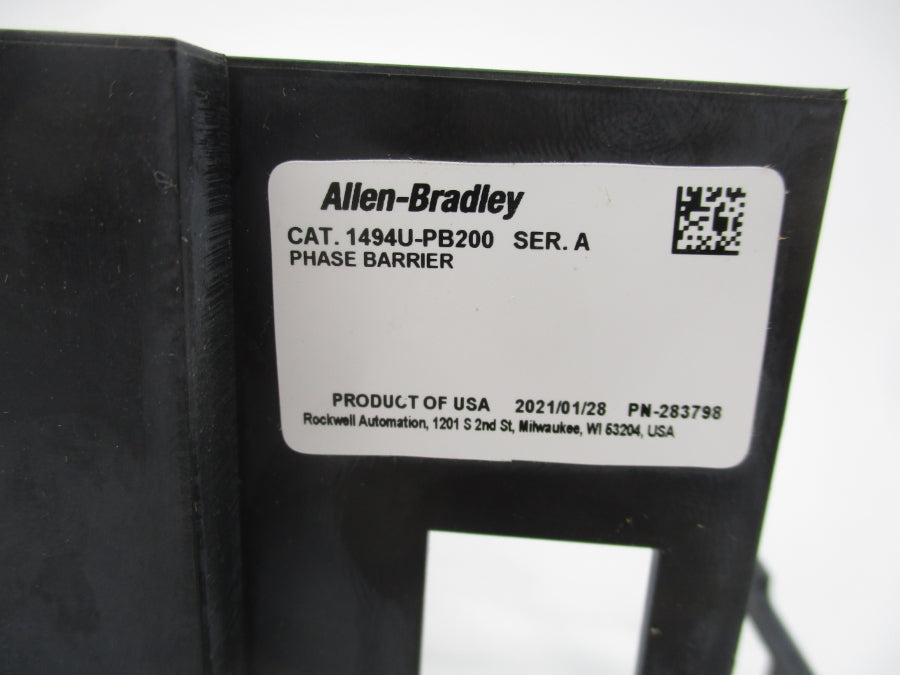 Allen-Bradley
CAT. 1494U-PB200 SER. A
PHASE BARRIER
PRODUCT OF USA 2021/01/28 PN-283798
Rockwell Automation, 1201 S 2nd St, Milwaukee, WI 53204, USA